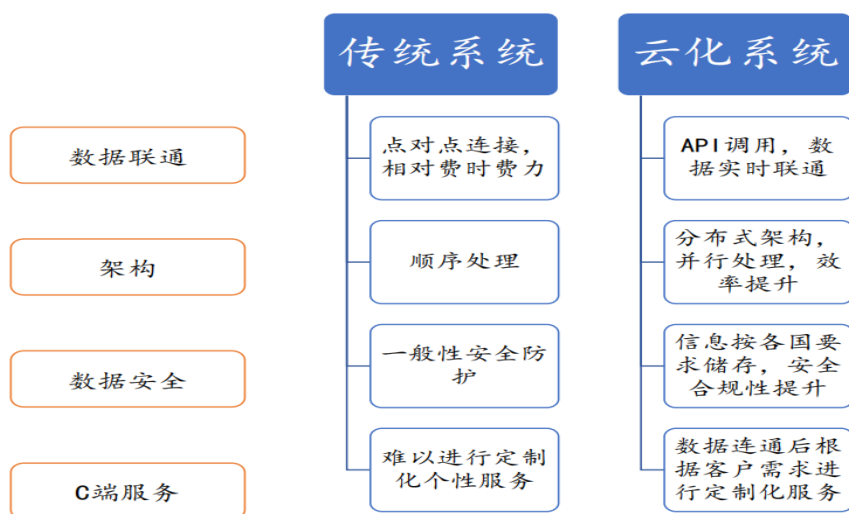 传统系统
云化系统
数据联通
点对点连接，
相对费时费力
API调用，数
据实时联通
架构
顺序处理
分布式架构，
并行处理，效
率提升
数据安全
一般性安全防
护
信息按各国要
求储存，安全
合规性提升
C端服务
难以进行定制
化个性服务
数据连通后根
据客户需求进
行定制化服务